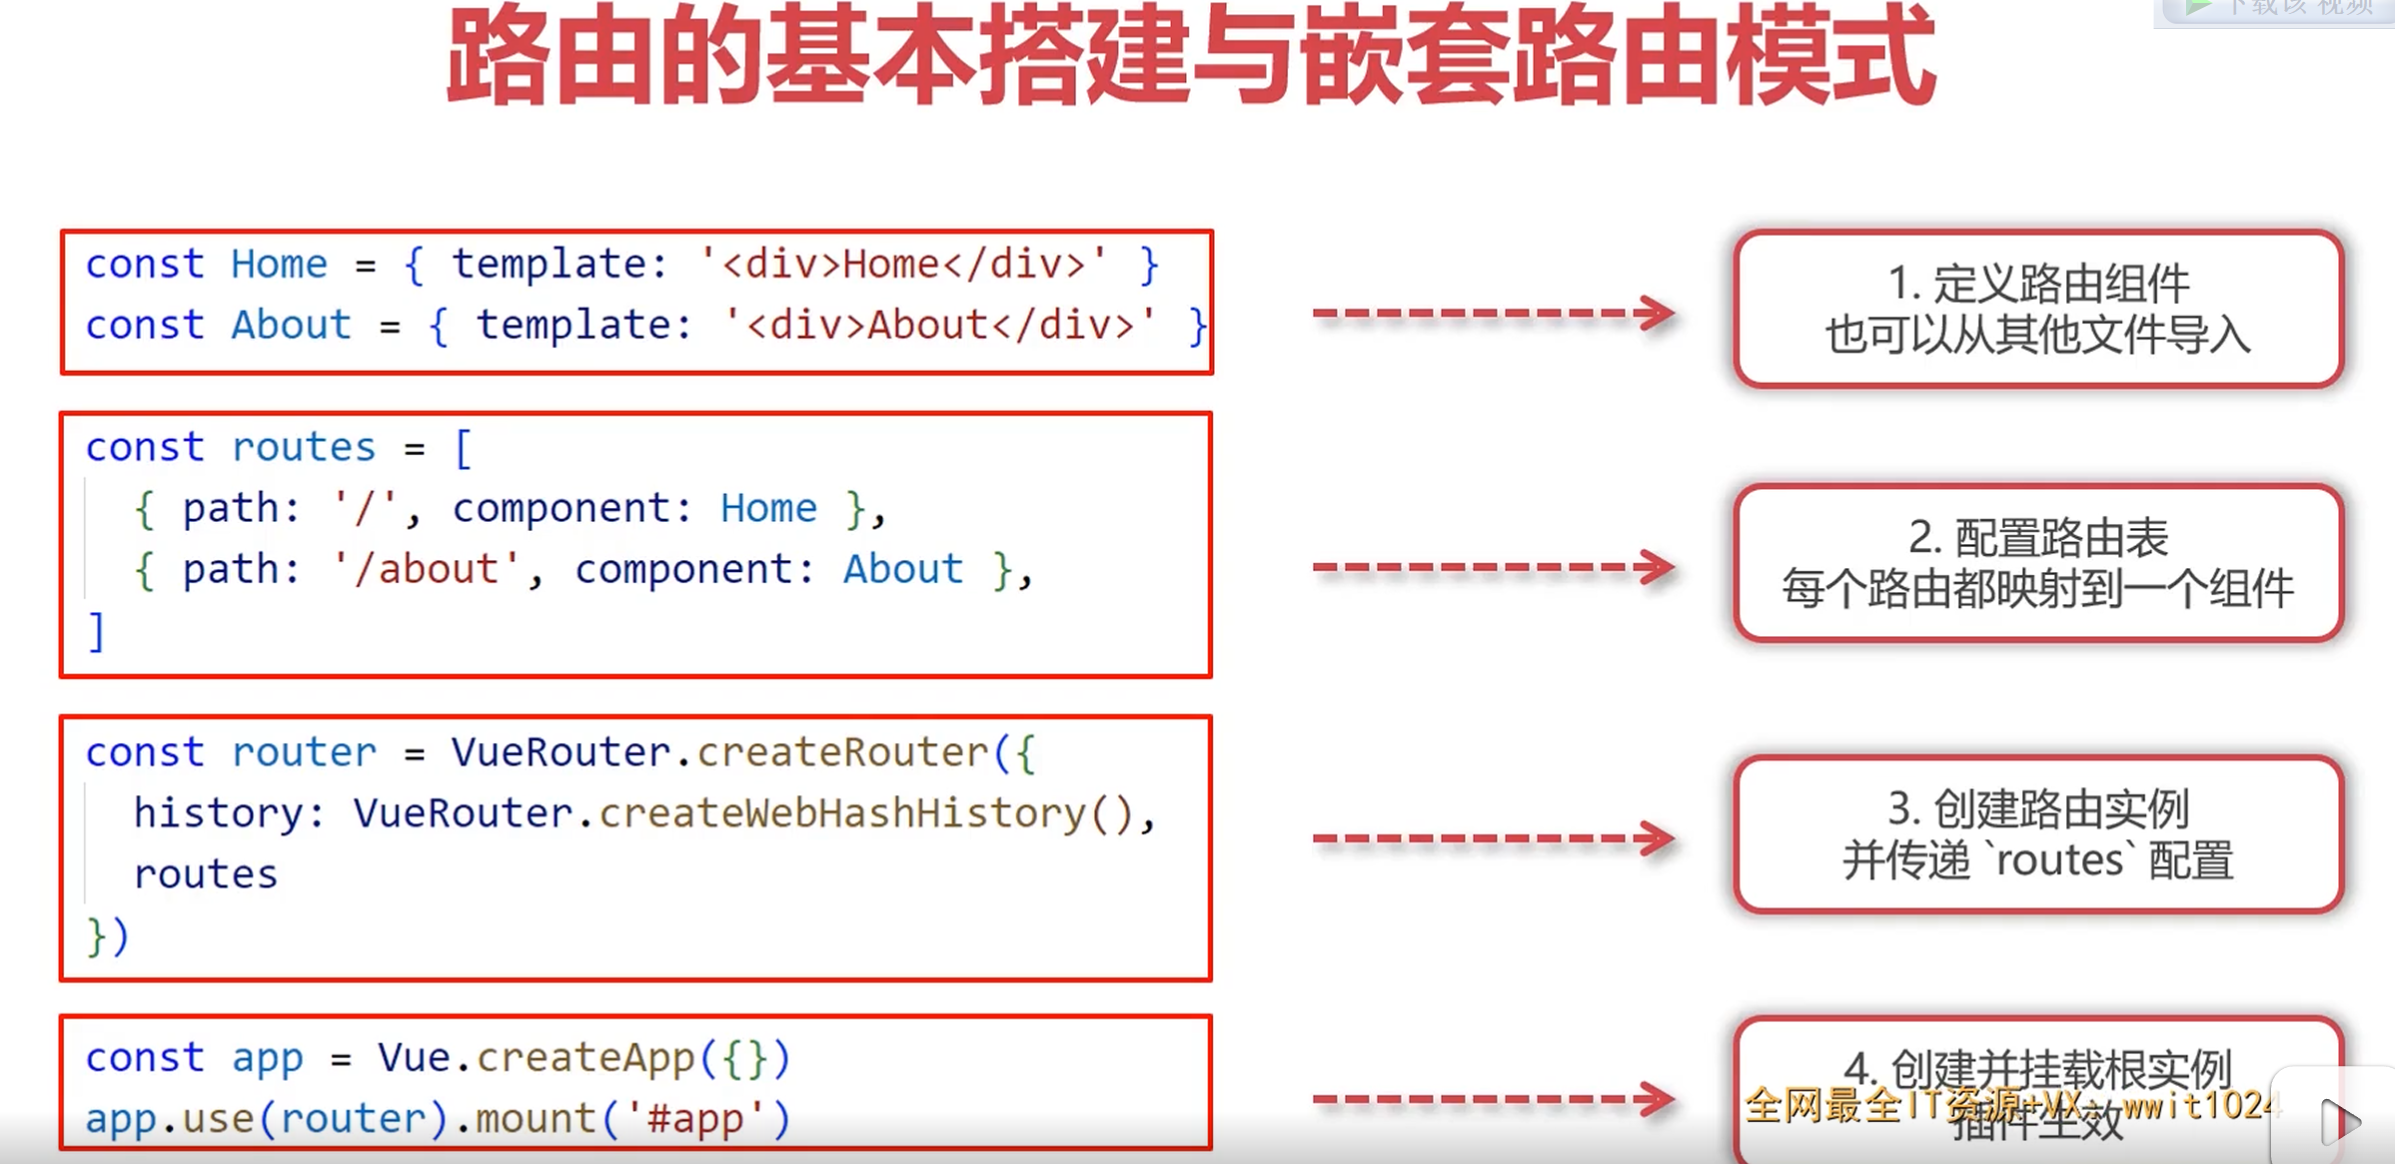 下载该视频
路由的基本搭建与嵌套路由模式
const Home = { template: '<div>Home</div>' }
const About = { template: '<div>About</div>' }
1. 定义路由组件
也可以从其他文件导入
const routes = [
  { path: '/', component: Home },
  { path: '/about', component: About },
]
2. 配置路由表
每个路由都映射到一个组件
const router = VueRouter.createRouter({
  history: VueRouter.createWebHashHistory(),
  routes
})
3. 创建路由实例
并传递 `routes` 配置
const app = Vue.createApp({})
app.use(router).mount('#app')
4. 创建并挂载根实例
全网最全IT资源+VX：wwit1024
插件生效